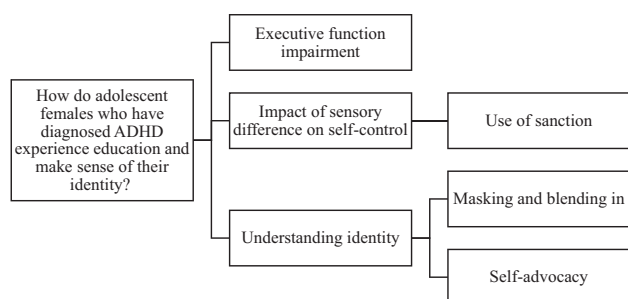 How do adolescent
females who have
diagnosed ADHD
experience education and
make sense of their
identity?
Executive function
impairment
Impact of sensory
difference on self-control
Use of sanction
Understanding identity
Masking and blending in
Self-advocacy